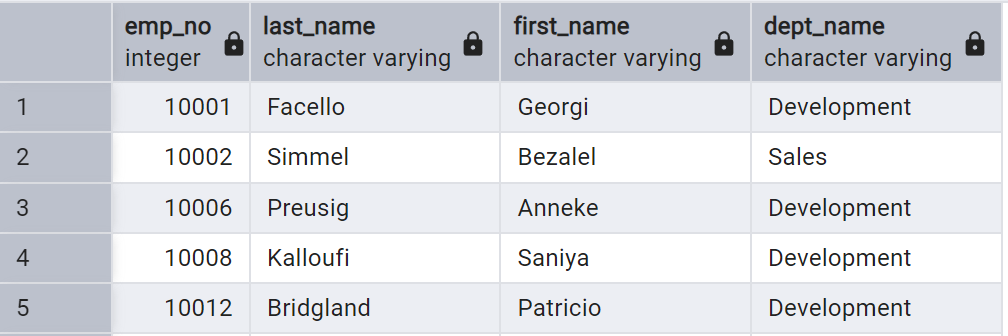 emp_no last_name first_name dept_name
integer character varying character varying character varying
1 10001 Facello Georgi Development
2 10002 Simmel Bezalel Sales
3 10006 Preusig Anneke Development
4 10008 Kalloufi Saniya Development
5 10012 Bridgland Patricio Development